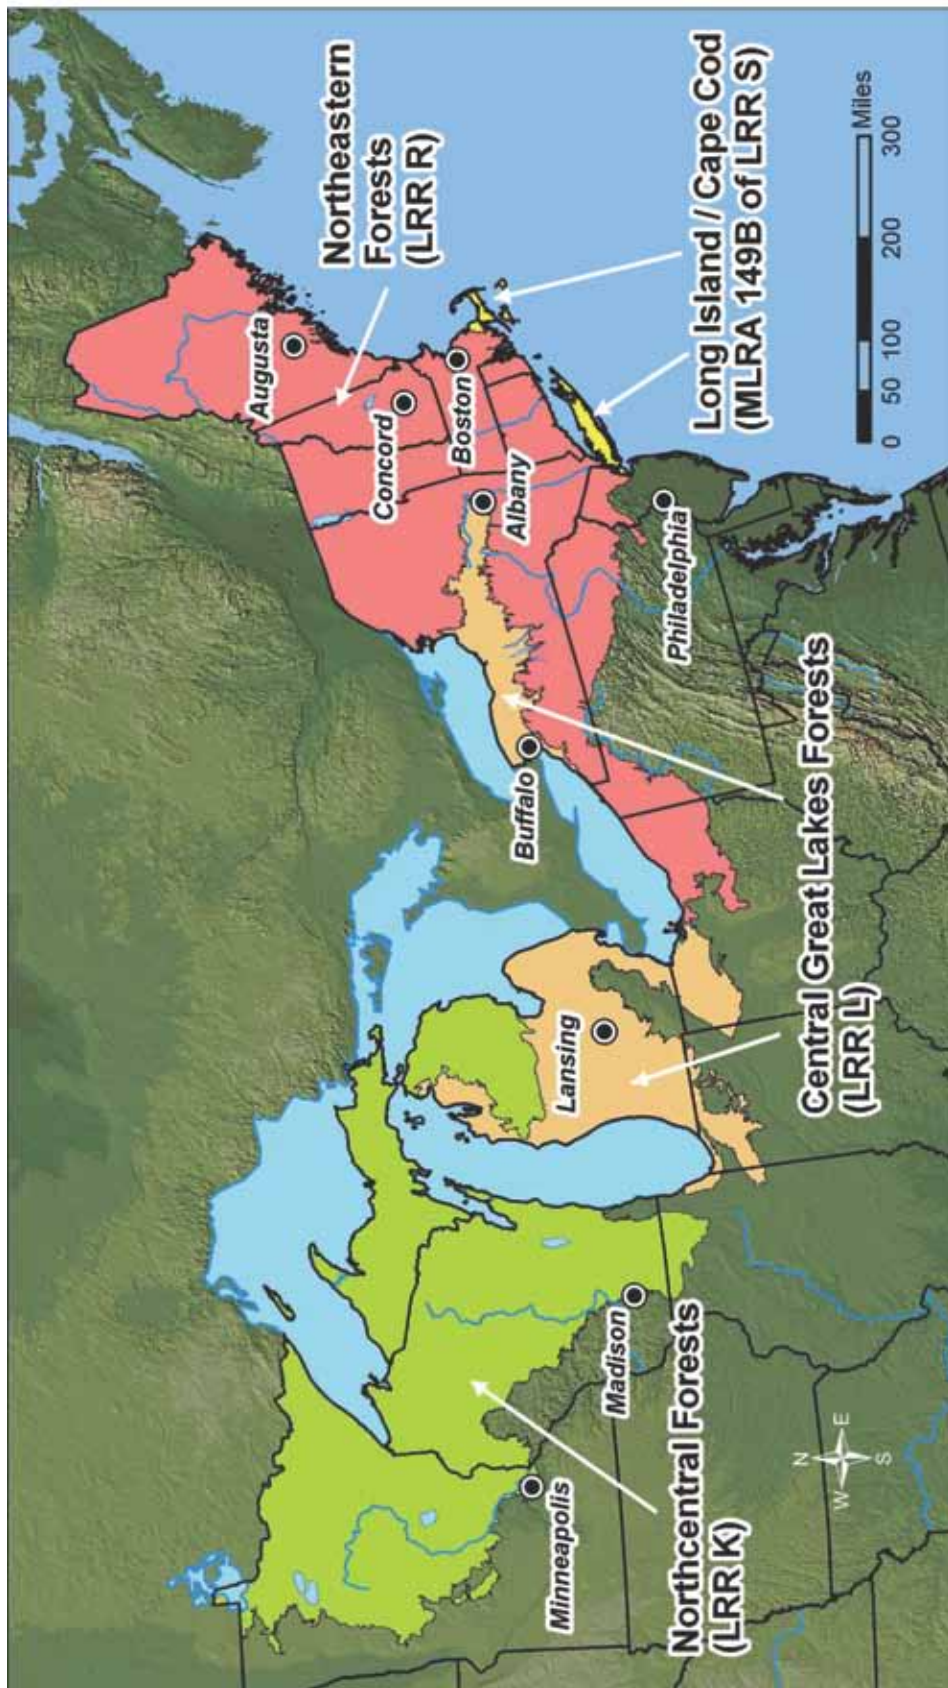 Northeastern
Forests
(LRR R)
Augusta
Concord
Boston
Albany
Buffalo
Philadelphia
Lansing
Madison
Minneapolis
Long Island / Cape Cod
(MLRA 149B of LRR S)
Central Great Lakes Forests
(LRR L)
Northcentral Forests
(LRR K)
N
W E
S
0 50 100 200 300
Miles